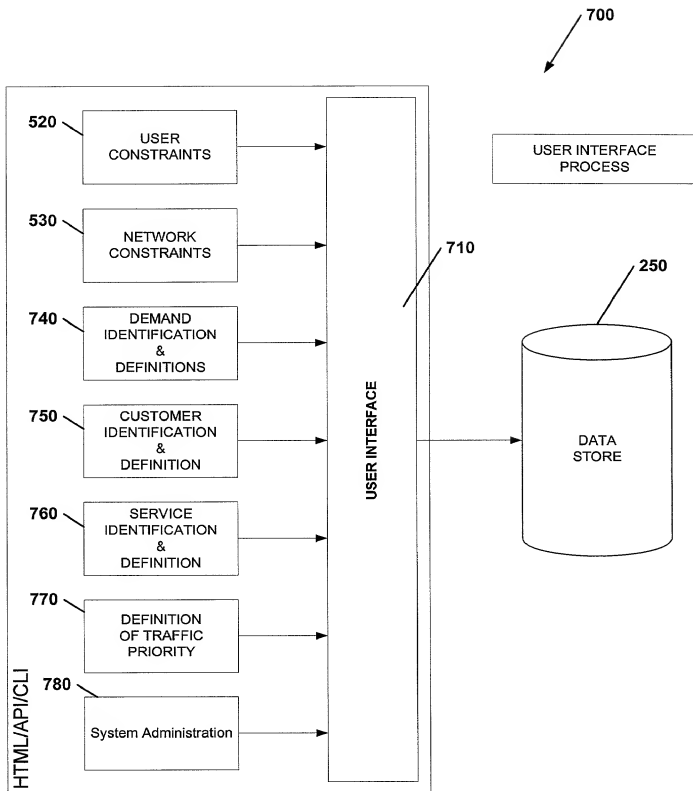 700
520
USER
CONSTRAINTS
USER INTERFACE
PROCESS
530
NETWORK
CONSTRAINTS
710
250
740
DEMAND
IDENTIFICATION
&
DEFINITIONS
750
CUSTOMER
IDENTIFICATION
&
DEFINITION
USER INTERFACE
DATA
STORE
760
SERVICE
IDENTIFICATION
&
DEFINITION
770
DEFINITION
OF TRAFFIC
PRIORITY
780
System Administration
HTML/API/CLI